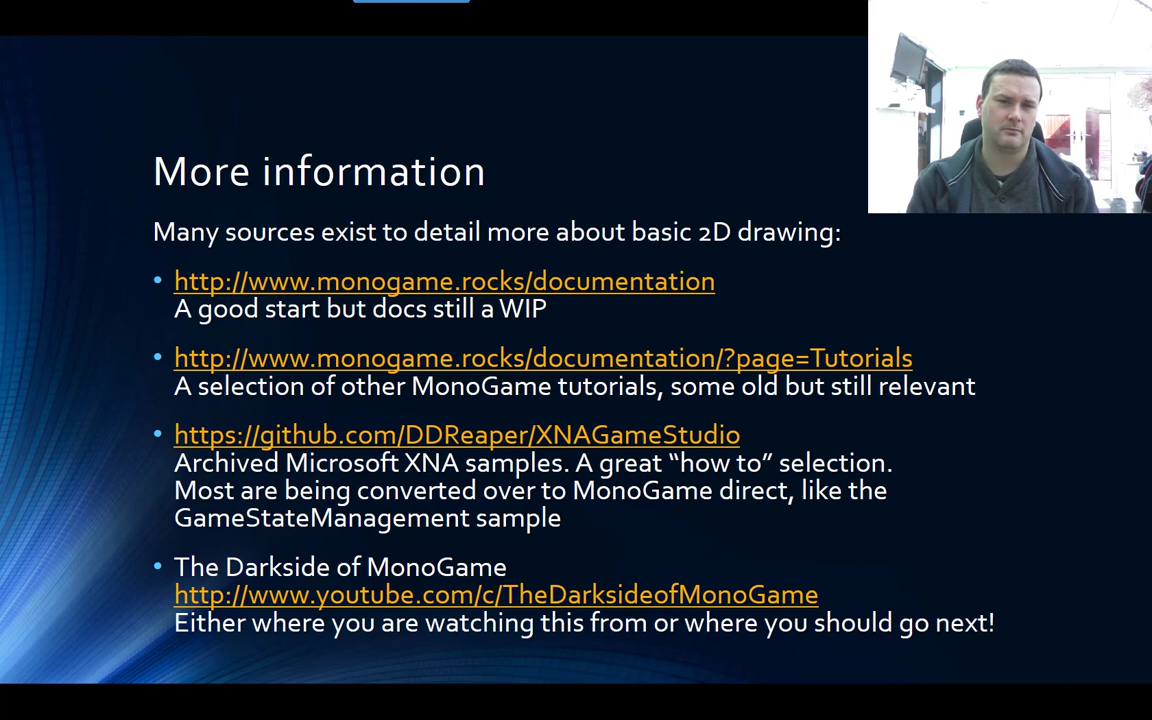 More information
Many sources exist to detail more about basic 2D drawing:
• http://www.monogame.rocks/documentation
A good start but docs still a WIP
• http://www.monogame.rocks/documentation/?page=Tutorials
A selection of other MonoGame tutorials, some old but still relevant
• https://github.com/DDReaper/XNAGameStudio
Archived Microsoft XNA samples. A great “how to” selection.
Most are being converted over to MonoGame direct, like the
GameStateManagement sample
• The Darkside of MonoGame
http://www.youtube.com/c/TheDarksideofMonoGame
Either where you are watching this from or where you should go next!